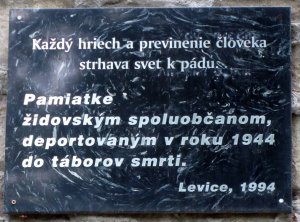 Každý hriech a previnenie človeka
strhava svet k pádu.
Pamiatke
židovským spoluobčanom,
deportovaným v roku 1944
do táborov smrti.
Levice, 1994